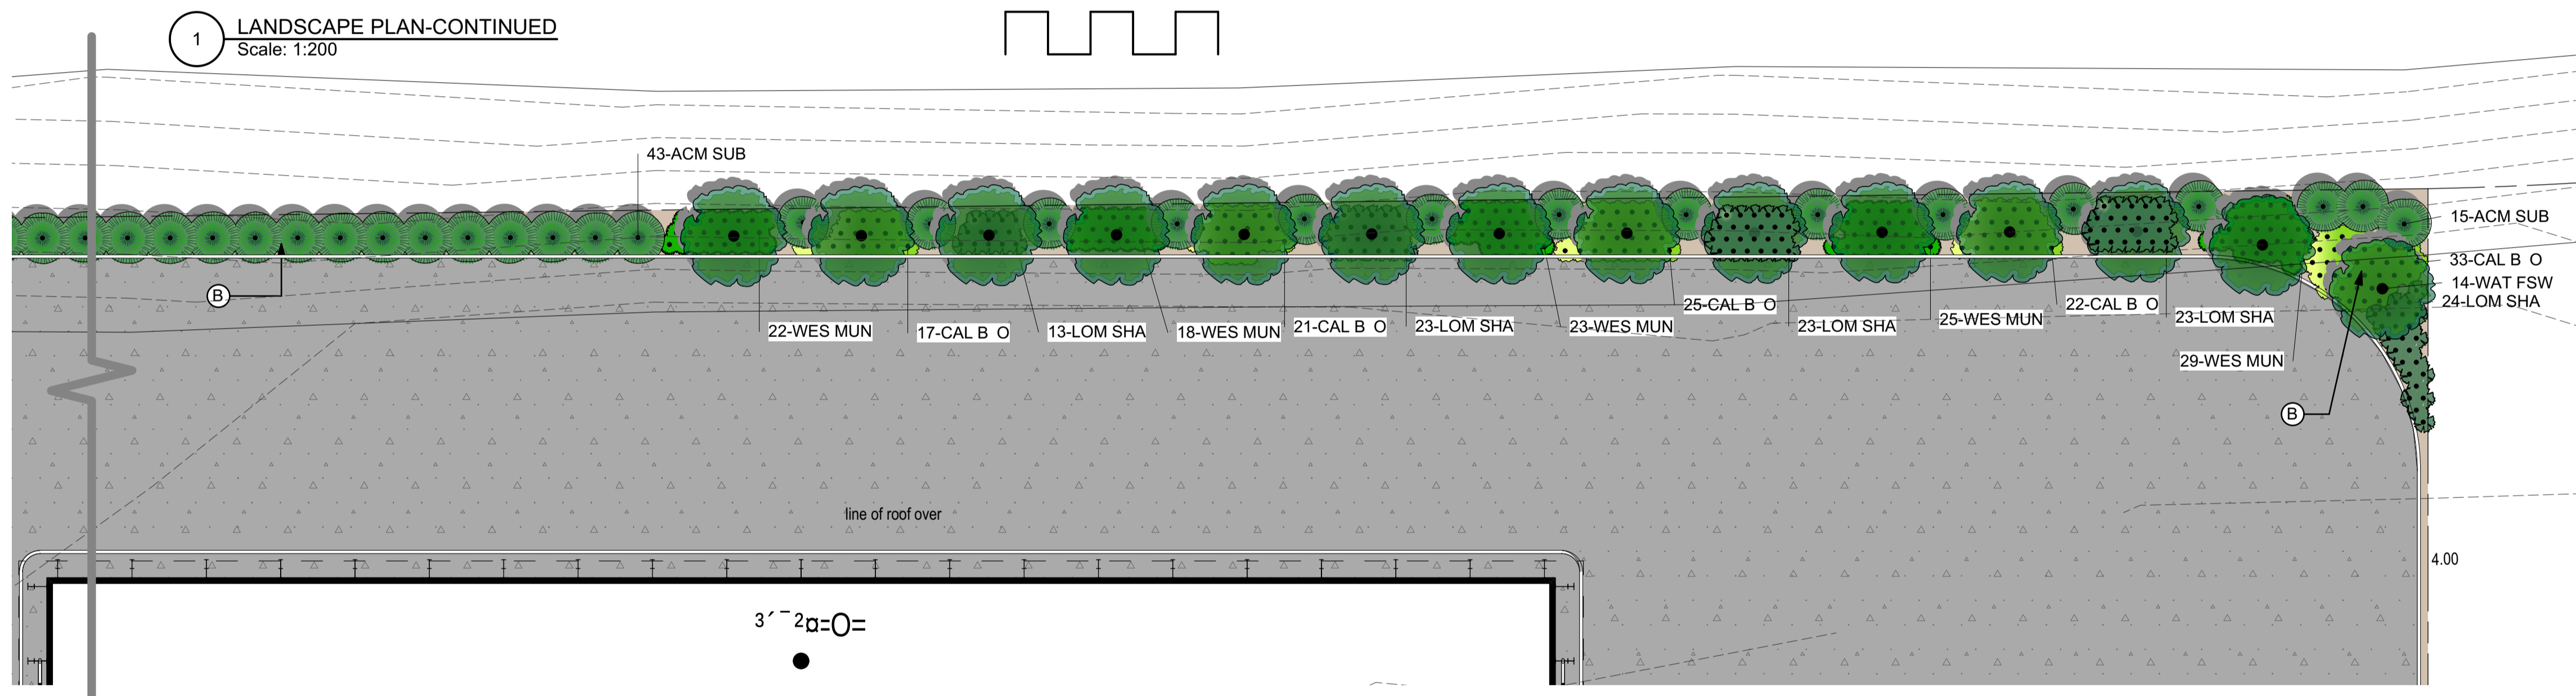 1
LANDSCAPE PLAN-CONTINUED
Scale: 1:200
43-ACM SUB
15-ACM SUB
33-CAL B O
14-WAT FSW
24-LOM SHA
B
22-WES MUN
17-CAL B O
13-LOM SHA
18-WES MUN
21-CAL B O
23-LOM SHA
23-WES MUN
25-CAL B O
23-LOM SHA
25-WES MUN
22-CAL B O
23-LOM SHA
29-WES MUN
B
line of roof over
4.00
3´¯2¤=O=